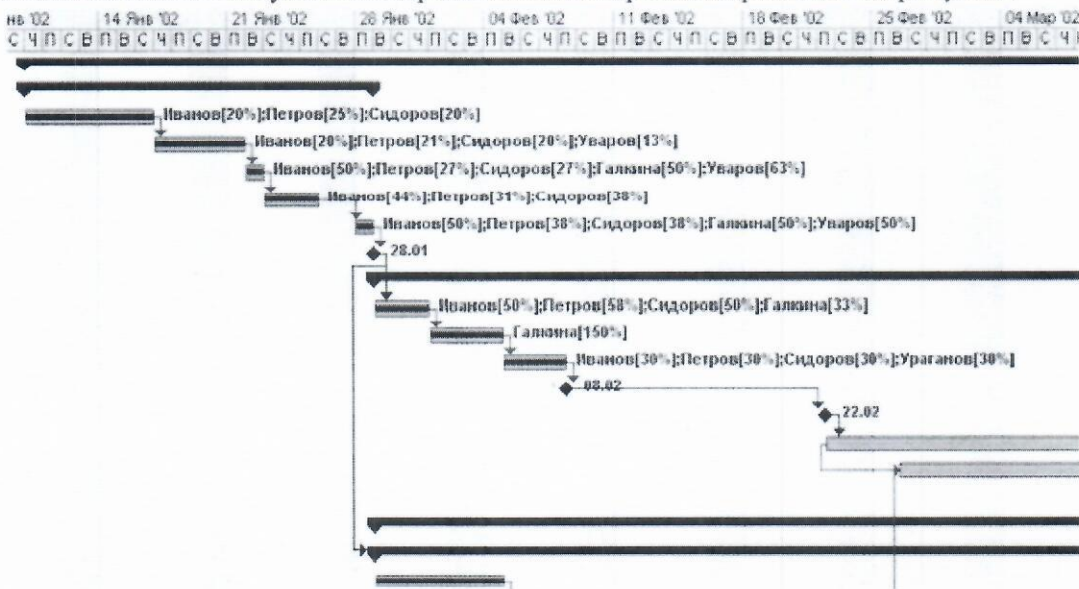 нв '02 14 Янв '02 21 Янв '02 28 Янв '02 04 Фев '02 11 Фев '02 18 Фев '02 25 Фев '02 04 Мар '02
С Ч П С В П В С Ч П С В П В С Ч П С В П В С Ч П С В П В С Ч П С В П В С Ч П С В П В С Ч П С В П В С Ч П С В П В С Ч
Иванов[20%];Петров[25%];Сидоров[20%]
Иванов[20%];Петров[21%];Сидоров[20%];Уваров[13%]
Иванов[50%];Петров[27%];Сидоров[27%];Галкина[50%];Уваров[63%]
Иванов[44%];Петров[31%];Сидоров[38%]
Иванов[50%];Петров[38%];Сидоров[38%];Галкина[50%];Уваров[50%]
28.01
Иванов[50%];Петров[58%];Сидоров[50%];Галкина[33%]
Галкина[150%]
Иванов[30%];Петров[30%];Сидоров[30%];Ураганов[30%]
08.02
22.02